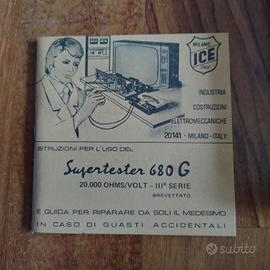 MILANO
ICE
INDUSTRIA
COSTRUZIONI
ELETTROMECCANICHE
20141 - MILANO - ITALY
ISTRUZIONI PER L'USO DEL
Supertester 680 G
20.000 OHMS/VOLT - IIIª SERIE
BREVETTATO
E GUIDA PER RIPARARE DA SOLI IL MEDESIMO
IN CASO DI GUASTI ACCIDENTALI
subito